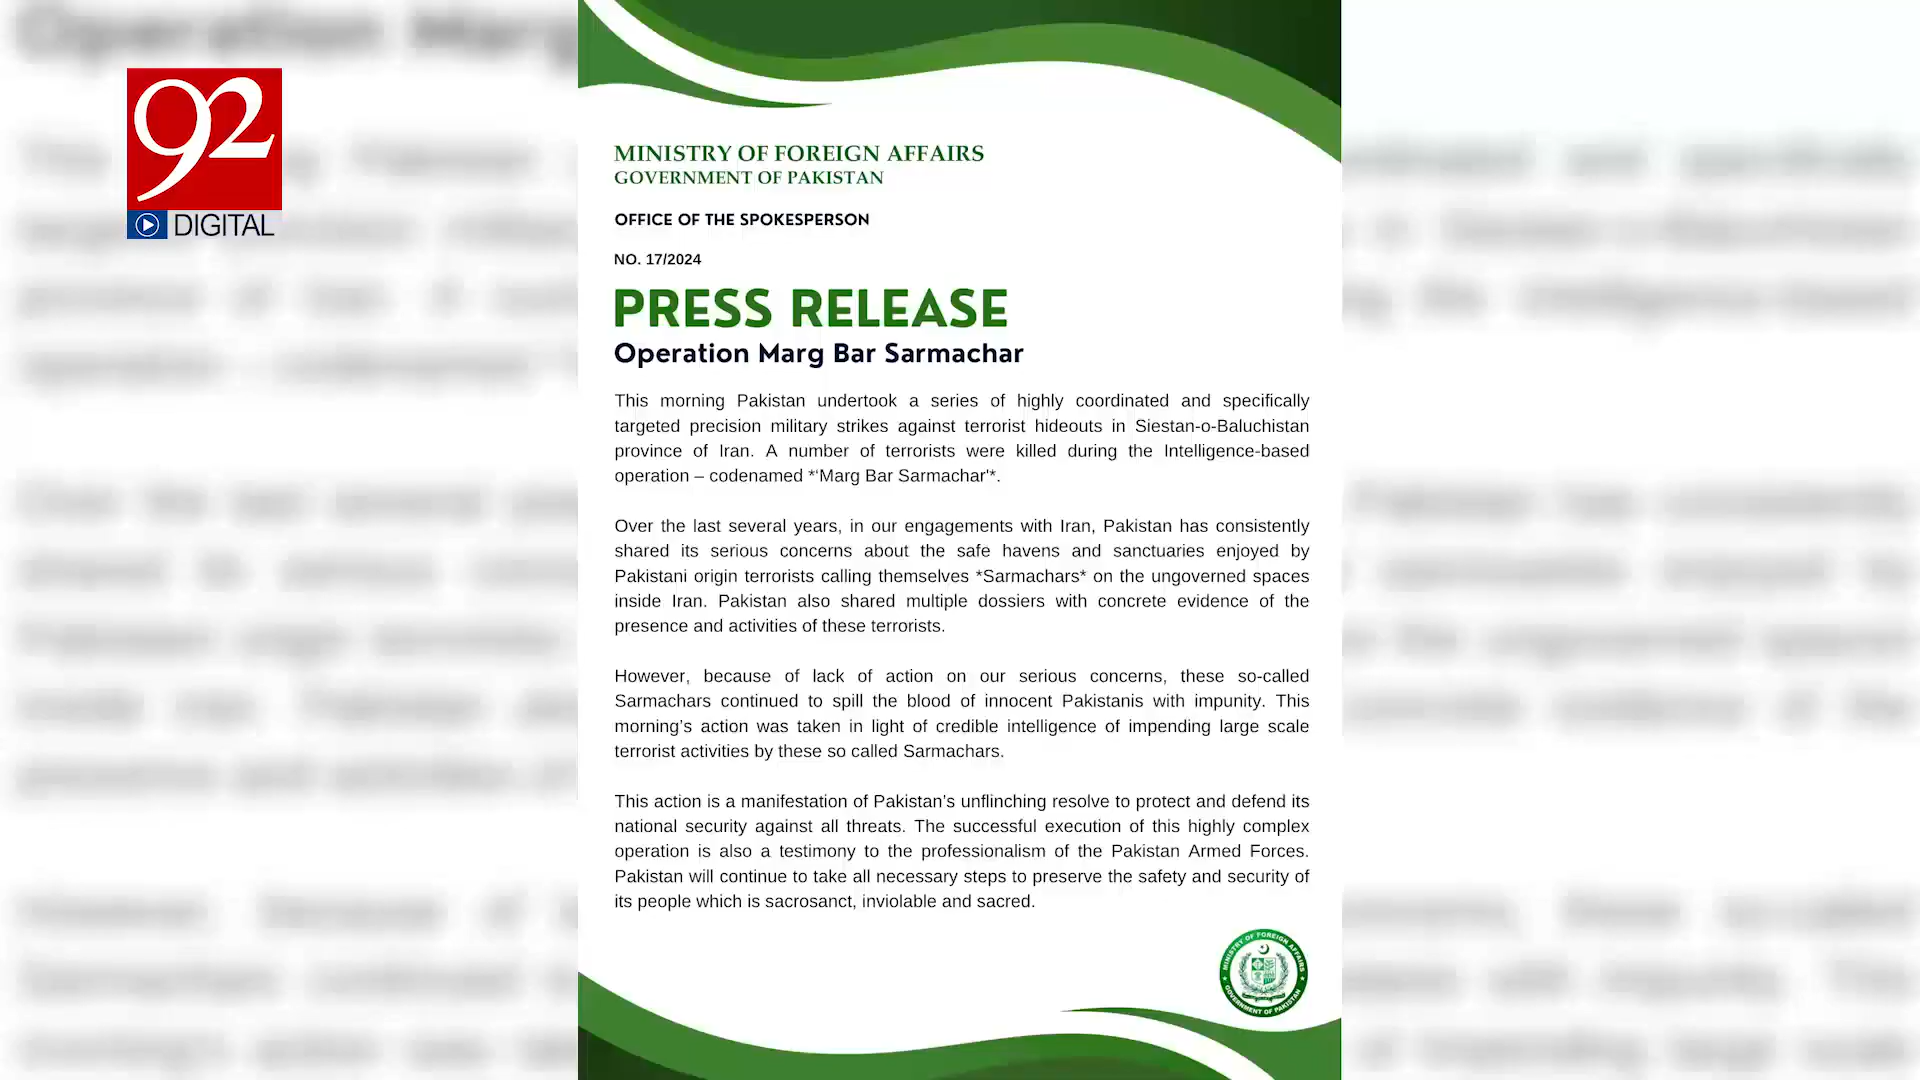 92
DIGITAL
MINISTRY OF FOREIGN AFFAIRS
GOVERNMENT OF PAKISTAN
OFFICE OF THE SPOKESPERSON
NO. 17/2024
PRESS RELEASE
Operation Marg Bar Sarmachar
This morning Pakistan undertook a series of highly coordinated and specifically
targeted precision military strikes against terrorist hideouts in Siestan-o-Baluchistan
province of Iran. A number of terrorists were killed during the Intelligence-based
operation – codenamed *‘Marg Bar Sarmachar'*.
Over the last several years, in our engagements with Iran, Pakistan has consistently
shared its serious concerns about the safe havens and sanctuaries enjoyed by
Pakistani origin terrorists calling themselves *Sarmachars* on the ungoverned spaces
inside Iran. Pakistan also shared multiple dossiers with concrete evidence of the
presence and activities of these terrorists.
However, because of lack of action on our serious concerns, these so-called
Sarmachars continued to spill the blood of innocent Pakistanis with impunity. This
morning’s action was taken in light of credible intelligence of impending large scale
terrorist activities by these so called Sarmachars.
This action is a manifestation of Pakistan’s unflinching resolve to protect and defend its
national security against all threats. The successful execution of this highly complex
operation is also a testimony to the professionalism of the Pakistan Armed Forces.
Pakistan will continue to take all necessary steps to preserve the safety and security of
its people which is sacrosanct, inviolable and sacred.
MINISTRY OF FOREIGN AFFAIRS
GOVERNMENT OF PAKISTAN